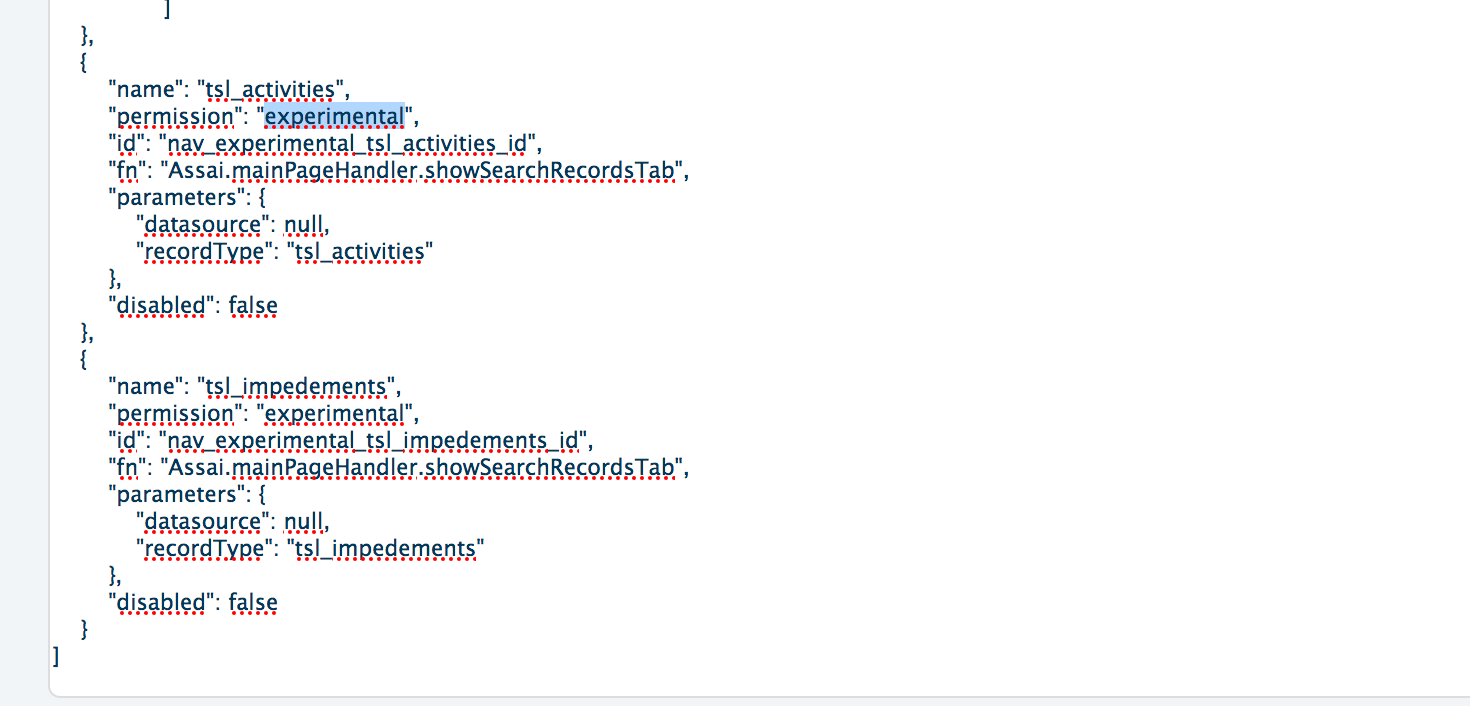 ]
},
{
"name": "tsl_activities",
"permission": "experimental",
"id": "nav_experimental_tsl_activities_id",
"fn": "Assai.mainPageHandler.showSearchRecordsTab",
"parameters": {
"datasource": null,
"recordType": "tsl_activities"
},
"disabled": false
},
{
"name": "tsl_impedements",
"permission": "experimental",
"id": "nav_experimental_tsl_impedements_id",
"fn": "Assai.mainPageHandler.showSearchRecordsTab",
"parameters": {
"datasource": null,
"recordType": "tsl_impedements"
},
"disabled": false
}
]